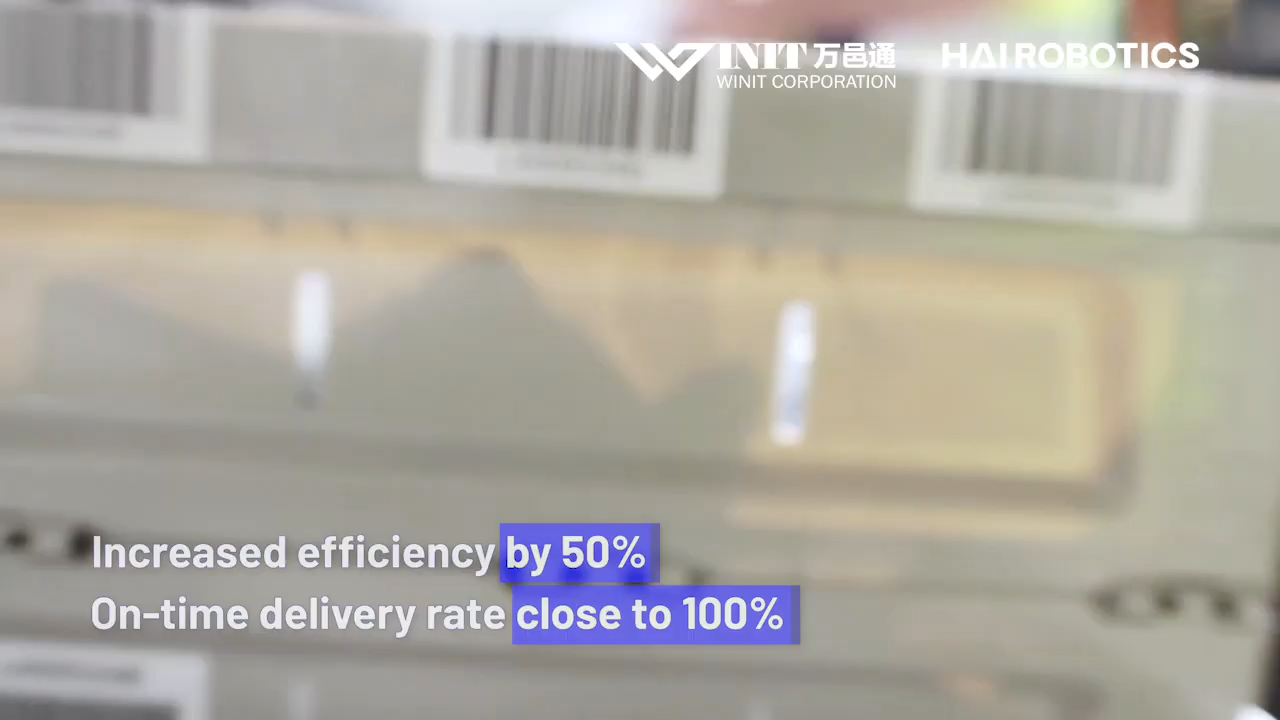 WINIT 万邑通
WINIT CORPORATION
HAI ROBOTICS
Increased efficiency by 50%
On-time delivery rate close to 100%